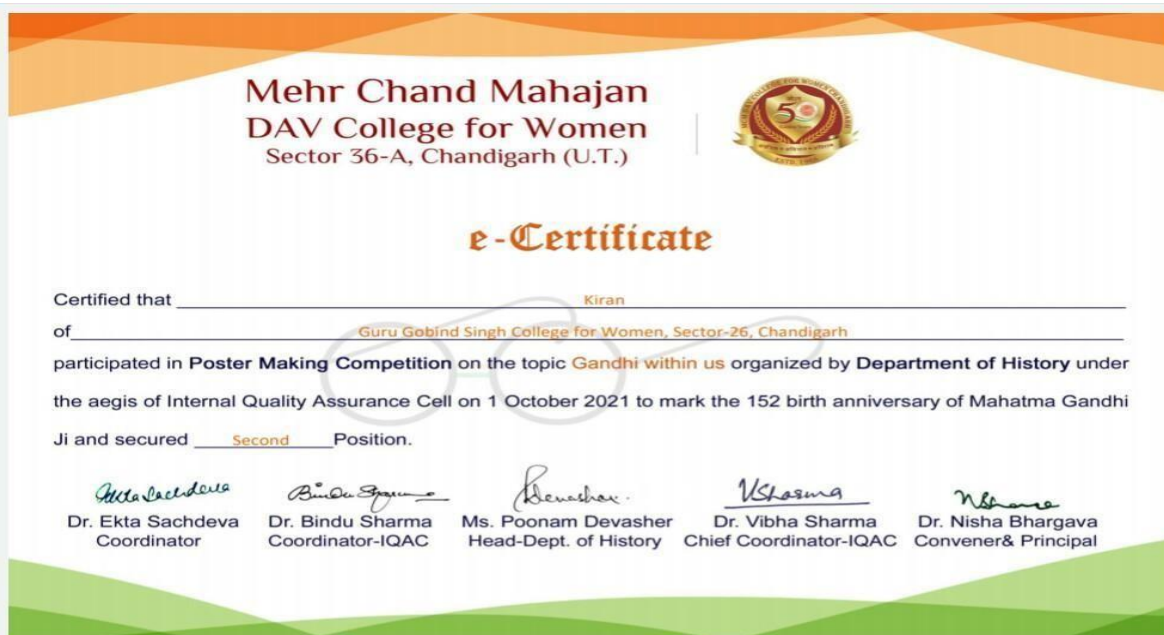 Mehr Chand Mahajan
DAV College for Women
Sector 36-A, Chandigarh (U.T.)
50
e-Certificate
Certified that Kiran
of Guru Gobind Singh College for Women, Sector-26, Chandigarh
participated in Poster Making Competition on the topic Gandhi within us organized by Department of History under
the aegis of Internal Quality Assurance Cell on 1 October 2021 to mark the 152 birth anniversary of Mahatma Gandhi
Ji and secured Second Position.
Dr. Ekta Sachdeva
Coordinator
Dr. Bindu Sharma
Coordinator-IQAC
Ms. Poonam Devasher
Head-Dept. of History
Dr. Vibha Sharma
Chief Coordinator-IQAC
Dr. Nisha Bhargava
Convener& Principal